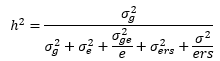 h² = σ²g / (σ²g + σ²e + σ²ge/e + σ²ers + σ²/ers)